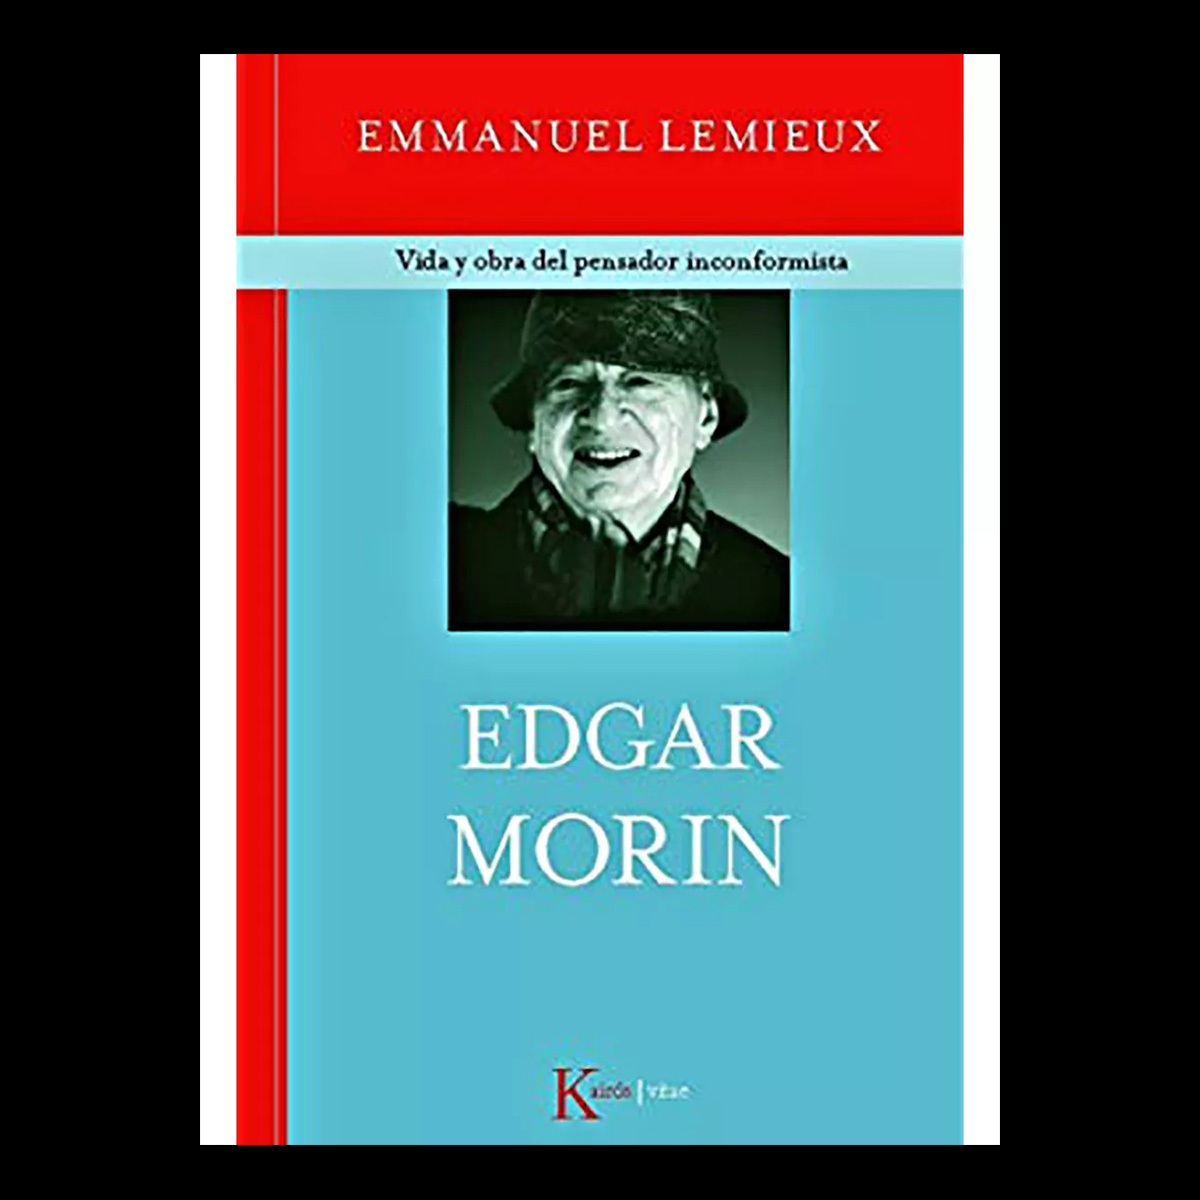 EMMANUEL LEMIEUX
Vida y obra del pensador inconformista
EDGAR
MORIN
Kairós | vitae